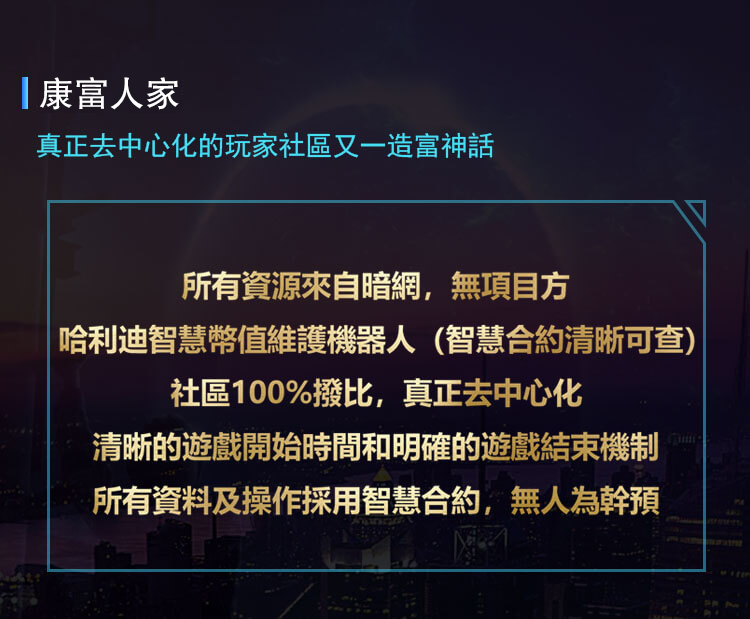 康富人家
真正去中心化的玩家社區又一造富神話
所有資源來自暗網，無項目方
哈利迪智慧幣值維護機器人（智慧合約清晰可查）
社區100%撥比，真正去中心化
清晰的遊戲開始時間和明確的遊戲結束機制
所有資料及操作採用智慧合約，無人為幹預